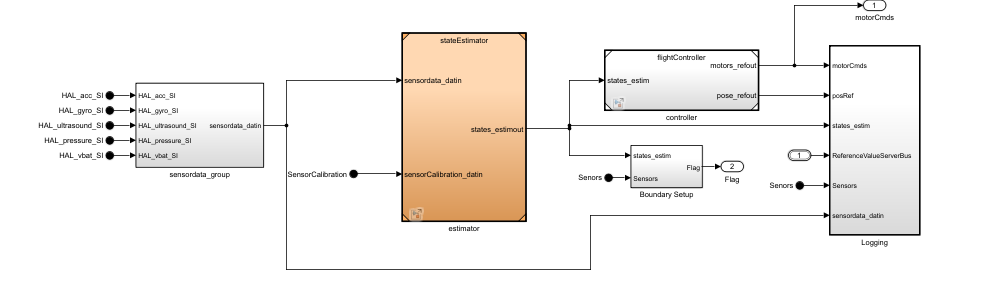 1
motorCmds
stateEstimator
flightController
motors_refout
motorCmds
sensordata_datin
states_estim
HAL_acc_SI
HAL_acc_SI
pose_refout
posRef
HAL_gyro_SI
HAL_gyro_SI
controller
HAL_ultrasound_SI
HAL_ultrasound_SI
sensordata_datin
states_estimout
states_estim
HAL_pressure_SI
HAL_pressure_SI
HAL_vbat_SI
HAL_vbat_SI
states_estim
1
ReferenceValueServerBus
Flag
2
sensordata_group
SensorCalibration
sensorCalibration_datin
Senors
Sensors
Flag
Senors
Sensors
Boundary Setup
sensordata_datin
estimator
Logging